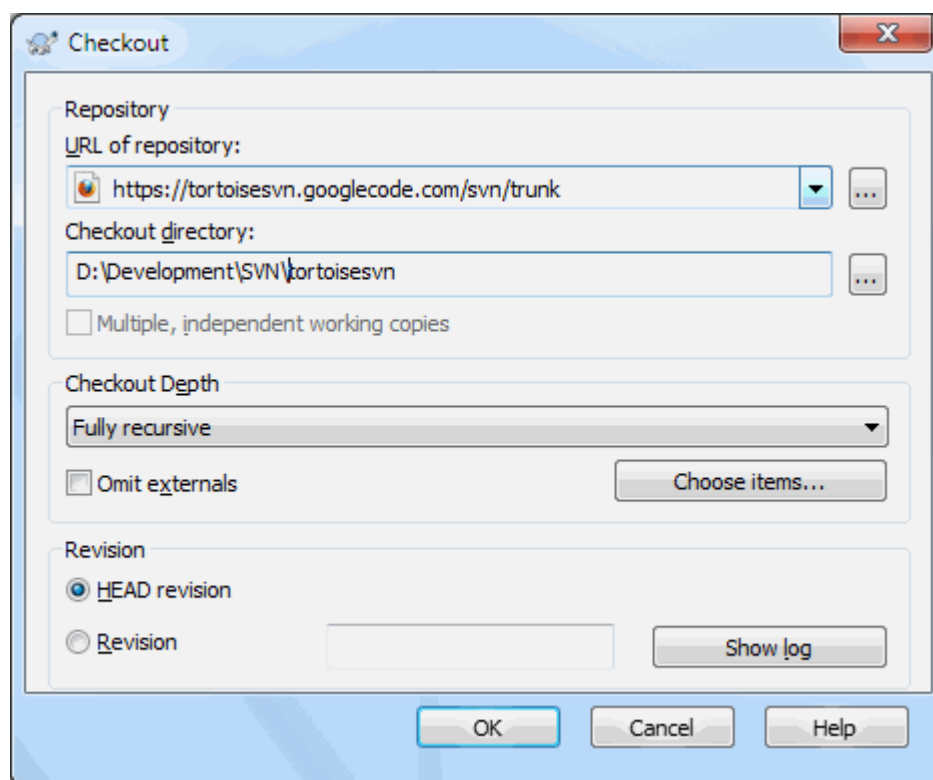 Checkout
Repository
URL of repository:
https://tortoisesvn.googlecode.com/svn/trunk
...
Checkout directory:
D:\Development\SVN\tortoisesvn
...
Multiple, independent working copies
Checkout Depth
Fully recursive
Omit externals
Choose items...
Revision
HEAD revision
Revision
Show log
OK
Cancel
Help